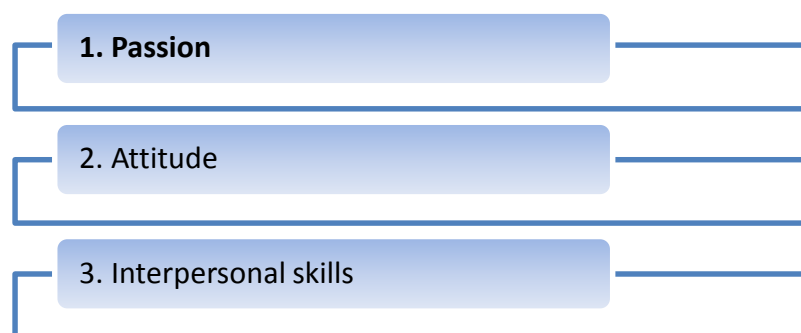 1. Passion
2. Attitude
3. Interpersonal skills